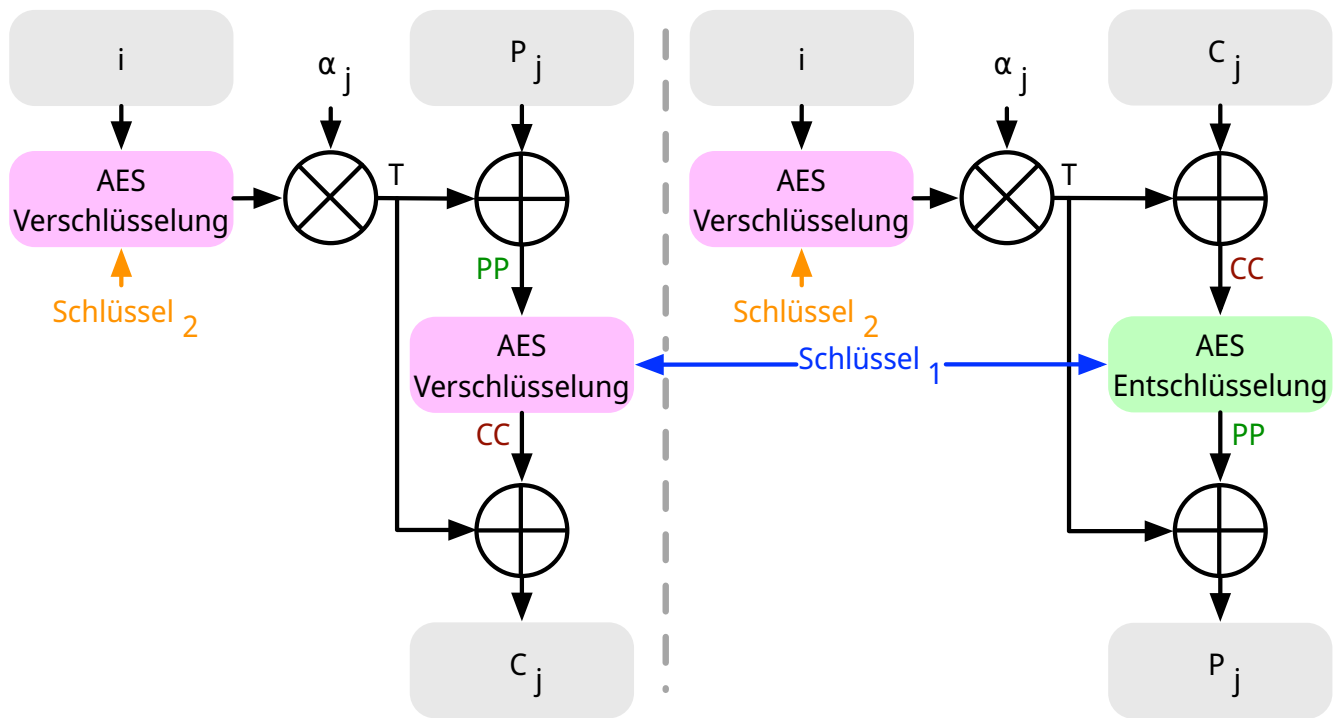 i
α j
P j
AES
Verschlüsselung
T
Schlüssel 2
PP
AES
Verschlüsselung
CC
C j
i
α j
C j
AES
Verschlüsselung
T
Schlüssel 2
CC
Schlüssel 1
AES
Entschlüsselung
PP
P j